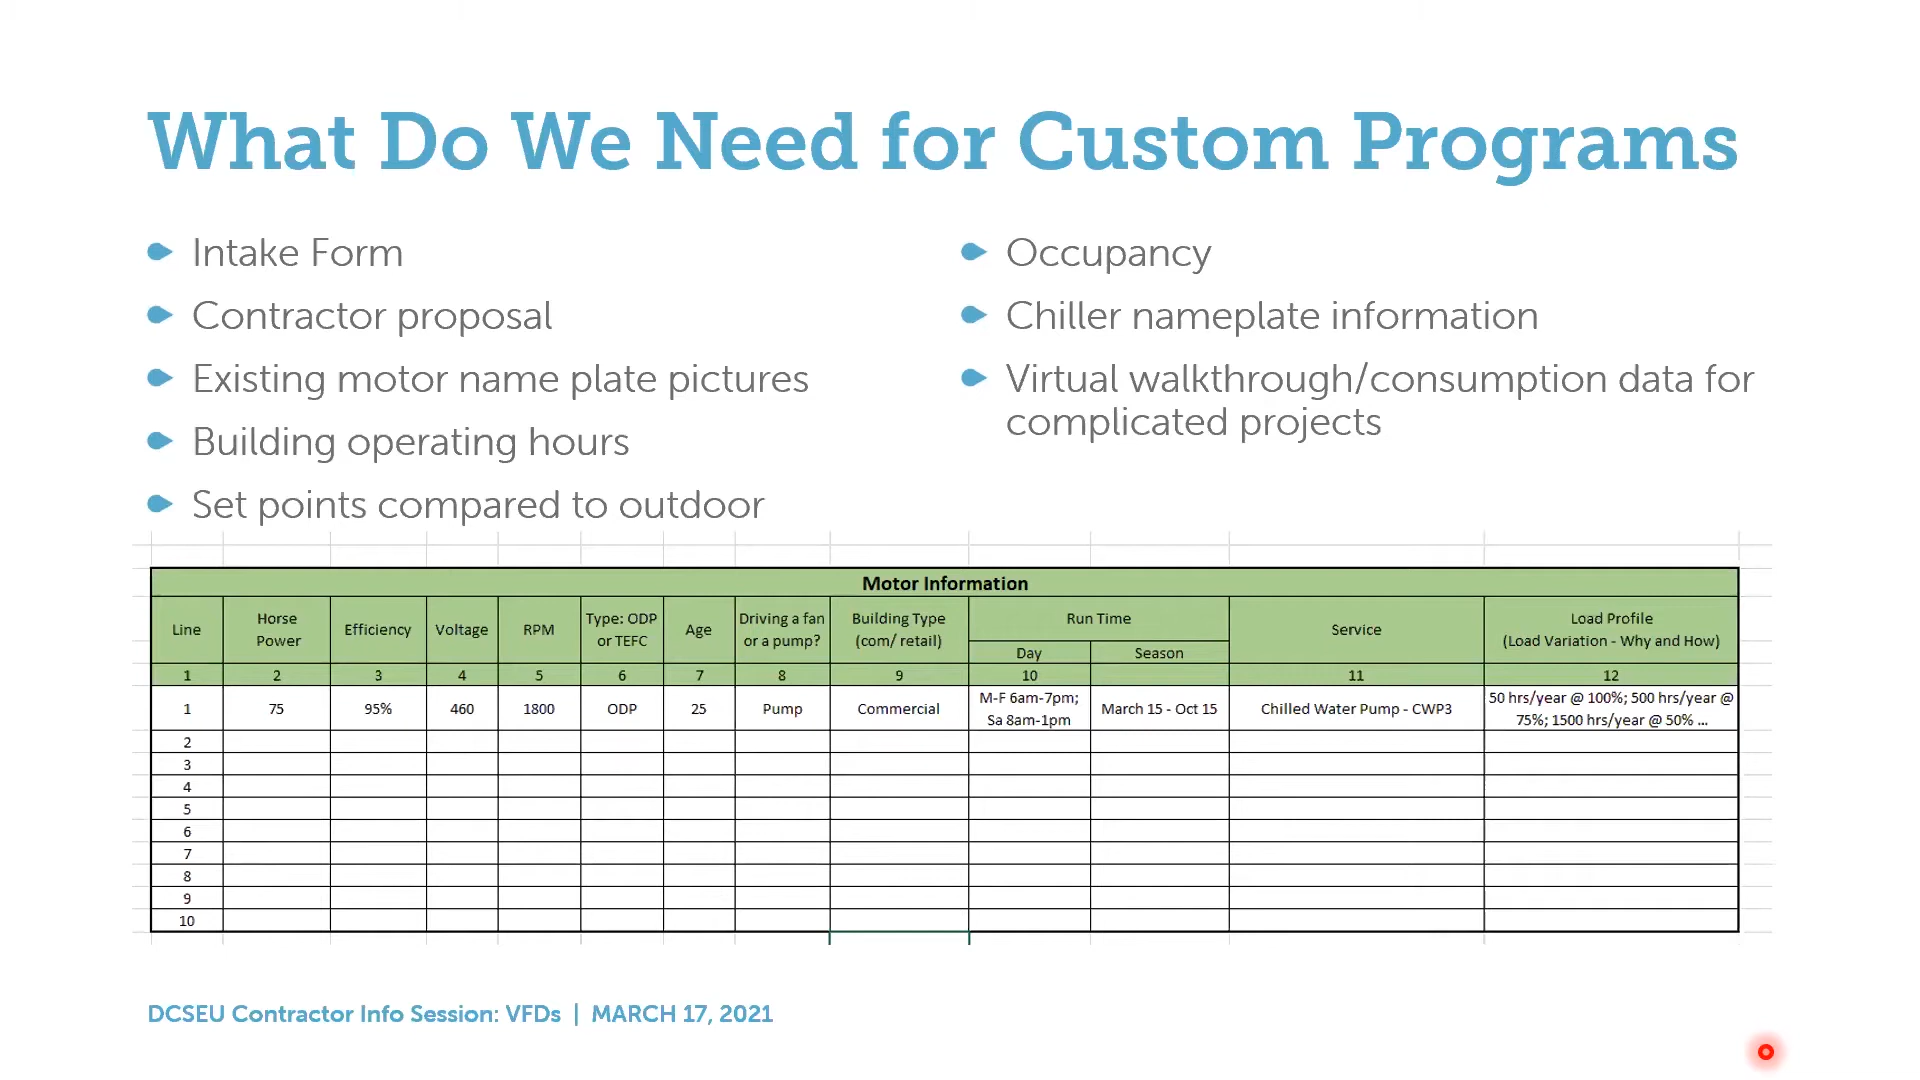 What Do We Need for Custom Programs
Intake Form
Contractor proposal
Existing motor name plate pictures
Building operating hours
Set points compared to outdoor
Occupancy
Chiller nameplate information
Virtual walkthrough/consumption data for
complicated projects
Motor Information
Line Horse Power Efficiency Voltage RPM Type: ODP or TEFC Age Driving a fan or a pump? Building Type (com/ retail) Run Time Service Load Profile (Load Variation - Why and How)
Day Season
1 2 3 4 5 6 7 8 9 10 11 12
1 75 95% 460 1800 ODP 25 Pump Commercial M-F 6am-7pm; Sa 8am-1pm March 15 - Oct 15 Chilled Water Pump - CWP3 50 hrs/year @ 100%; 500 hrs/year @ 75%; 1500 hrs/year @ 50% ...
2
3
4
5
6
7
8
9
10
DCSEU Contractor Info Session: VFDs | MARCH 17, 2021